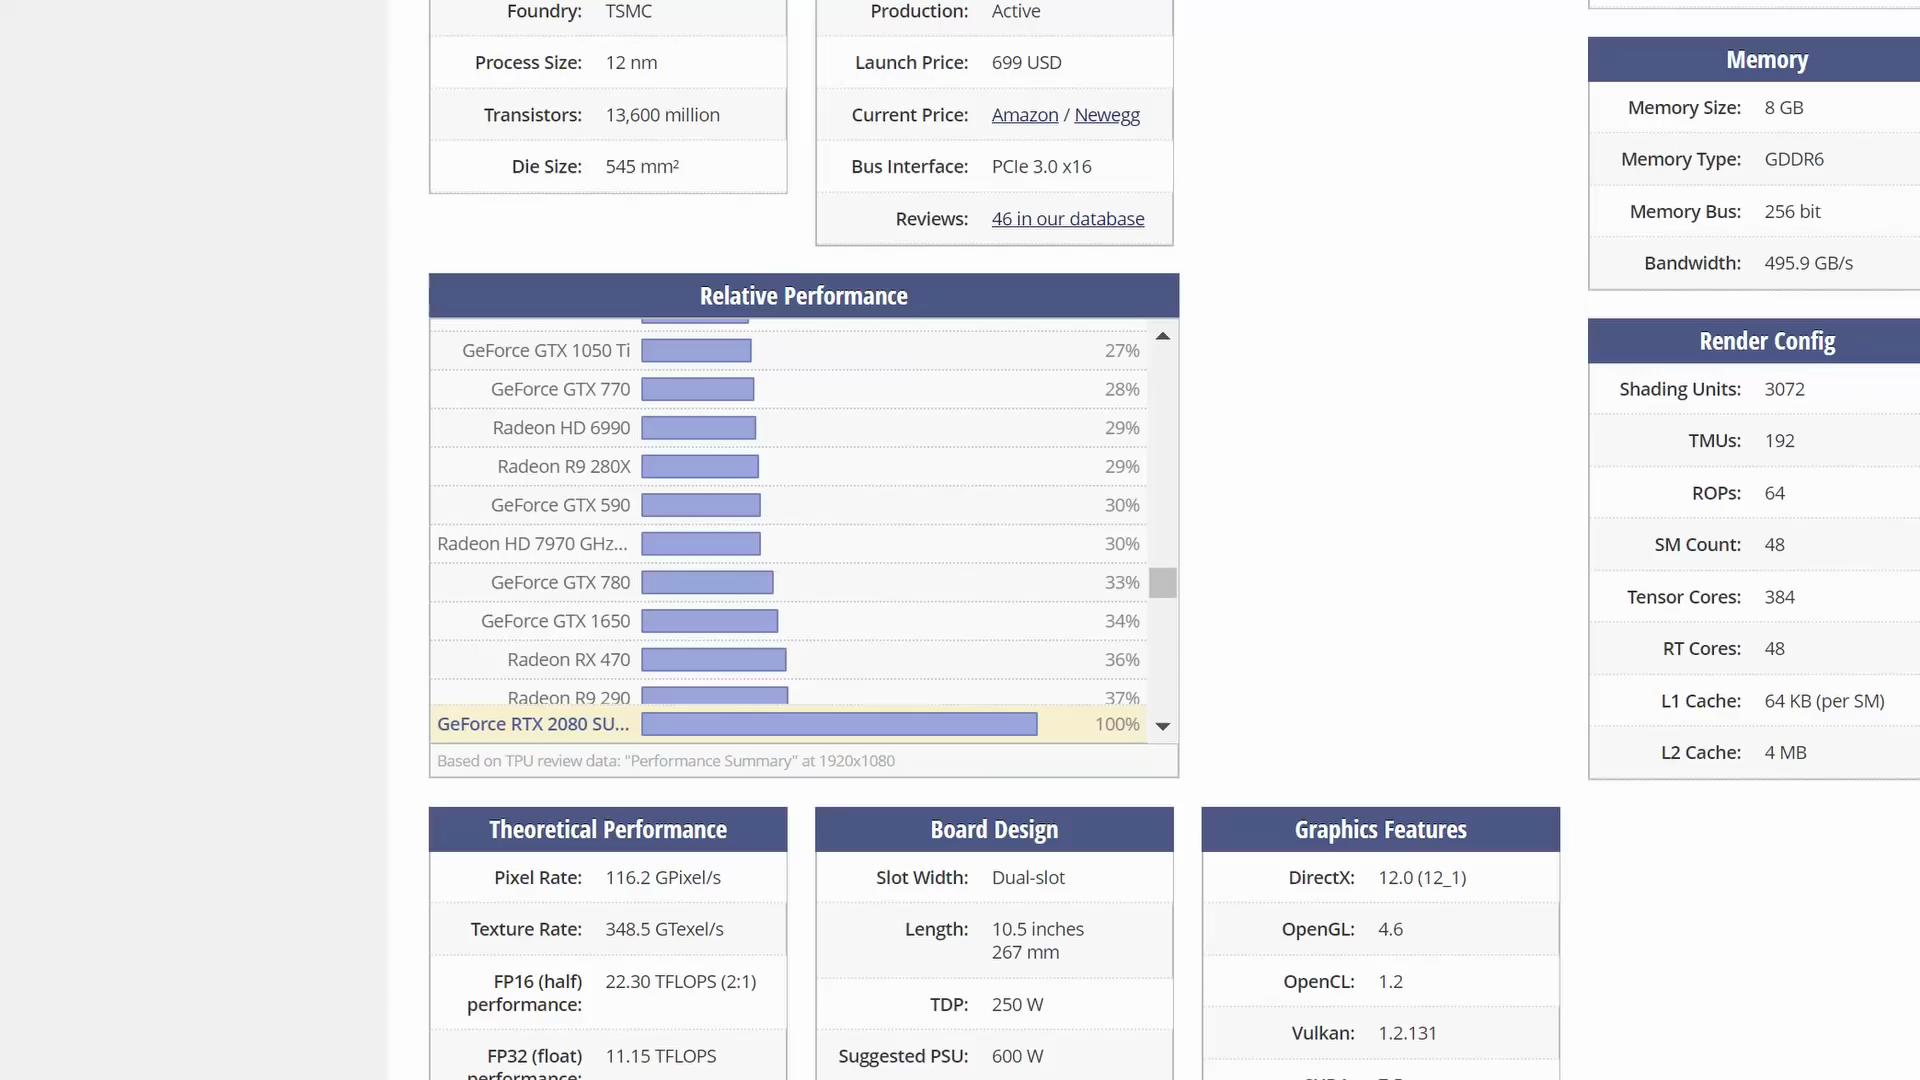 Foundry: TSMC
Process Size: 12 nm
Transistors: 13,600 million
Die Size: 545 mm²
Production: Active
Launch Price: 699 USD
Current Price: Amazon / Newegg
Bus Interface: PCIe 3.0 x16
Reviews: 46 in our database
Relative Performance
GeForce GTX 1050 Ti 27%
GeForce GTX 770 28%
Radeon HD 6990 29%
Radeon R9 280X 29%
GeForce GTX 590 30%
Radeon HD 7970 GHz... 30%
GeForce GTX 780 33%
GeForce GTX 1650 34%
Radeon RX 470 36%
Radeon R9 290 37%
GeForce RTX 2080 SU... 100%
Based on TPU review data: "Performance Summary" at 1920x1080
Memory
Memory Size: 8 GB
Memory Type: GDDR6
Memory Bus: 256 bit
Bandwidth: 495.9 GB/s
Render Config
Shading Units: 3072
TMUs: 192
ROPs: 64
SM Count: 48
Tensor Cores: 384
RT Cores: 48
L1 Cache: 64 KB (per SM)
L2 Cache: 4 MB
Theoretical Performance
Pixel Rate: 116.2 GPixel/s
Texture Rate: 348.5 GTexel/s
FP16 (half) 22.30 TFLOPS (2:1)
performance:
FP32 (float) 11.15 TFLOPS
performance:
Board Design
Slot Width: Dual-slot
Length: 10.5 inches
267 mm
TDP: 250 W
Suggested PSU: 600 W
Graphics Features
DirectX: 12.0 (12_1)
OpenGL: 4.6
OpenCL: 1.2
Vulkan: 1.2.131